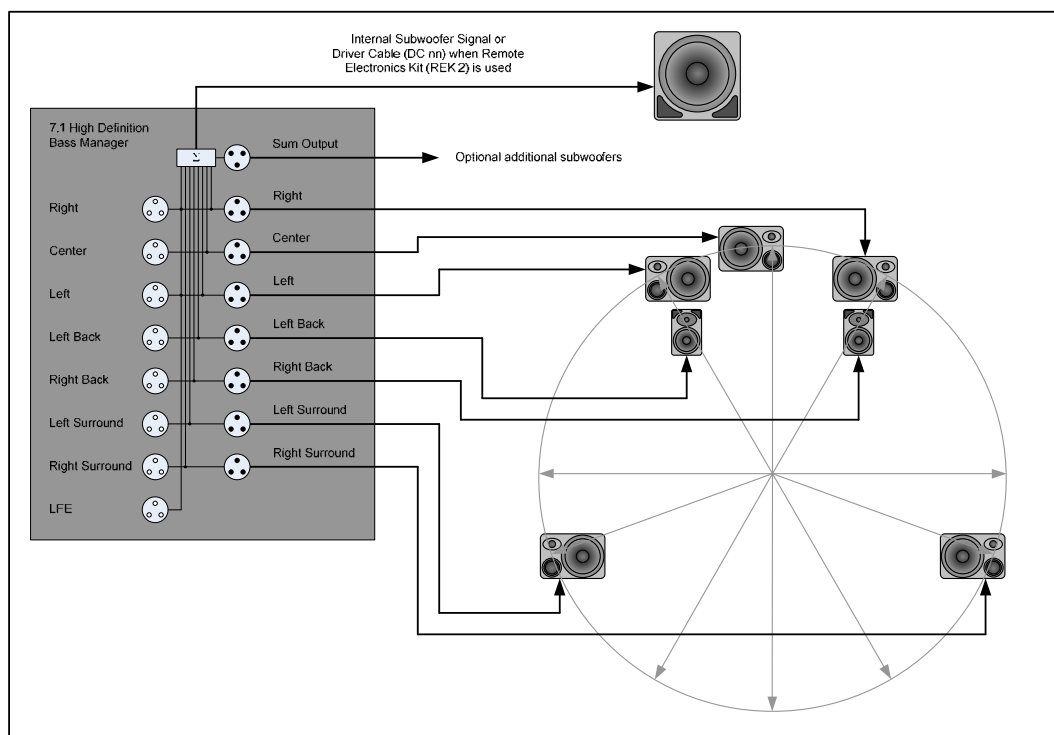 Internal Subwoofer Signal or
Driver Cable (DC nn) when Remote
Electronics Kit (REK 2) is used
7.1 High Definition
Bass Manager
Σ
Sum Output
Optional additional subwoofers
Right
Right
Center
Center
Left
Left
Left Back
Left Back
Right Back
Right Back
Left Surround
Left Surround
Right Surround
Right Surround
LFE